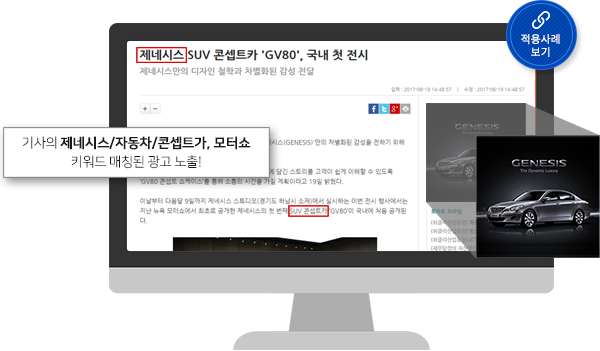 적용사례
보기
제네시스 SUV 콘셉트카 'GV80', 국내 첫 전시
제네시스만의 디자인 철학과 차별화된 감성 전달
입력 : 2017-06-19 14:48:57 | 수정 : 2017-06-19 14:48:57
기사의 제네시스/자동차/콘셉트가, 모터쇼
키워드 매칭된 광고 노출!
(GENESIS)'만의 차별화된 감성을 전하기 위해
담긴 스토리를 고객이 쉽게 이해할 수 있도록
'GV80 콘셉트 쇼케이스'를 통해 소통의 시간을 가질 계획이라고 19일 밝혔다.
이날부터 다음달 9일까지 제네시스 스튜디오(경기도 하남시 소재)에서 실시하는 이번 전시 행사에서는
지난 뉴욕 모터쇼에서 최초로 공개한 제네시스의 첫 번째 SUV 콘셉트카 'GV80'이 국내에 처음 공개된
다.
GENESIS
The Dynamic Luxury
GENESIS
The Dynamic Luxury